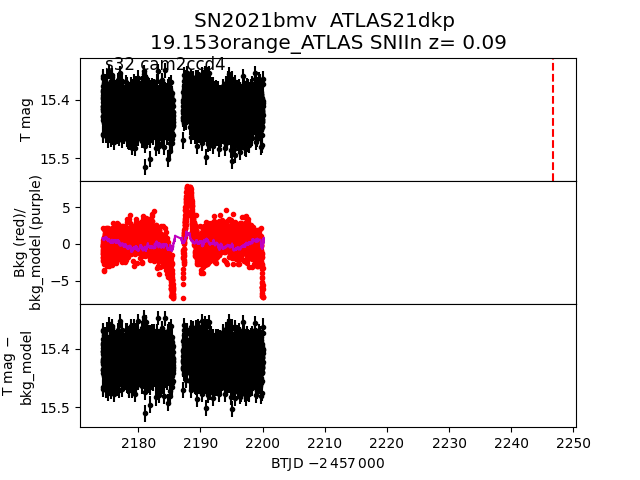 SN2021bmv ATLAS21dkp
19.153orange_ATLAS SNIIn z= 0.09
s32 cam2ccd4
T mag
15.4
15.5
Bkg (red)/
bkg_model (purple)
5
0
−5
T mag −
bkg_model
15.4
15.5
2180 2190 2200 2210 2220 2230 2240 2250
BTJD −2 457 000